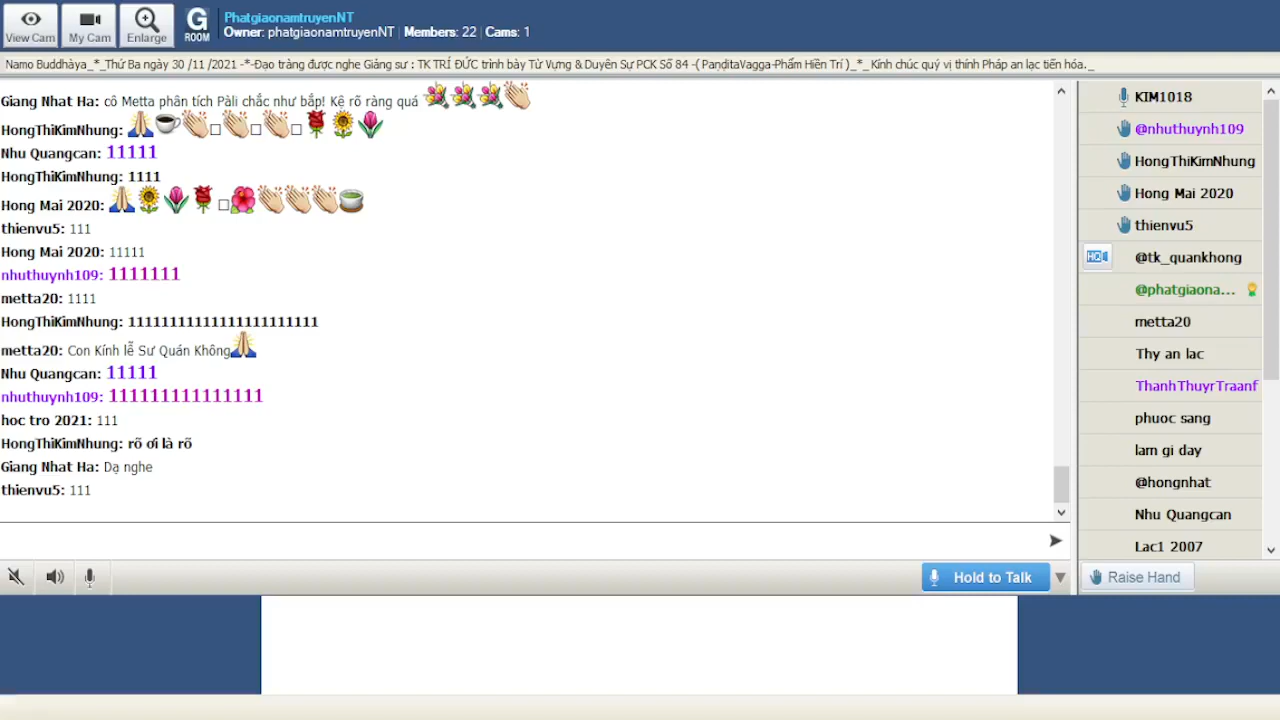 View Cam
My Cam
Enlarge
G
ROOM
PhatgiaonamtruyenNT
Owner: phatgiaonamtruyenNT | Members: 22 | Cams: 1
Namo Buddhàya_*_Thứ Ba ngày 30 /11 /2021 -*-Đạo tràng được nghe Giảng sư : TK TRÍ ĐỨC trình bày Từ Vựng & Duyên Sự PCK Số 84 -( PaṇḍitaVagga-Phẩm Hiền Trí )_*_ Kính chúc quý vị thính Pháp an lạc tiến hóa._
Giang Nhat Ha: cô Metta phân tích Pàli chắc như bắp! Kệ rõ ràng quá
HongThiKimNhung:
Nhu Quangcan: 11111
HongThiKimNhung: 1111
Hong Mai 2020:
thienvu5: 111
Hong Mai 2020: 11111
nhuthuynh109: 1111111
metta20: 1111
HongThiKimNhung: 11111111111111111111111
metta20: Con Kính lễ Sư Quán Không
Nhu Quangcan: 11111
nhuthuynh109: 111111111111111
hoc tro 2021: 111
HongThiKimNhung: rõ ơi là rõ
Giang Nhat Ha: Dạ nghe
thienvu5: 111
Hold to Talk
KIM1018
@nhuthuynh109
HongThiKimNhung
Hong Mai 2020
thienvu5
HQ
@tk_quankhong
@phatgiaona...
metta20
Thy an lac
ThanhThuyrTraanf
phuoc sang
lam gi day
@hongnhat
Nhu Quangcan
Lac1 2007
Raise Hand